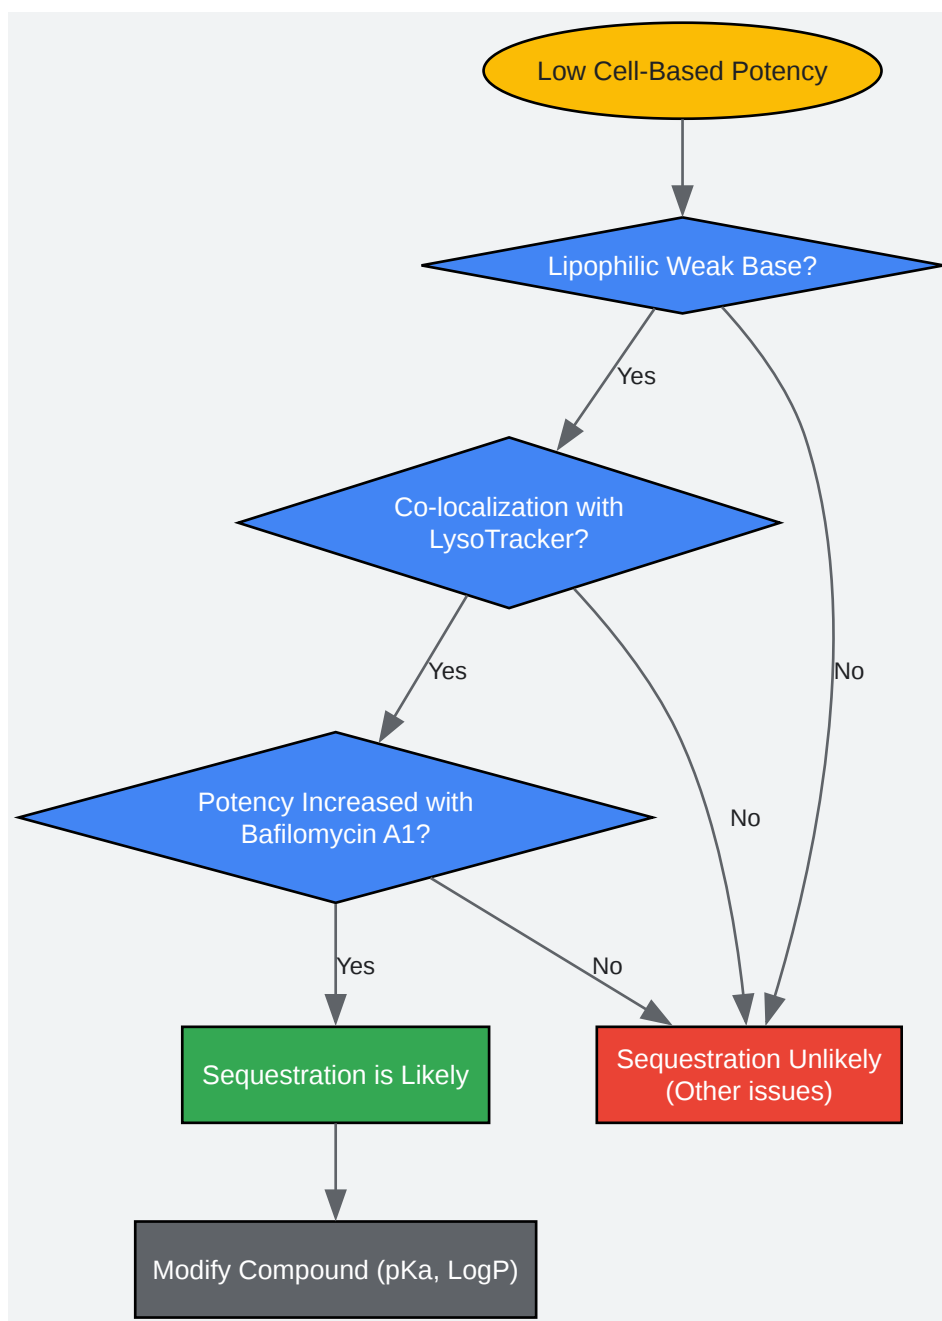 Low Cell-Based Potency
Lipophilic Weak Base?
Yes
Co-localization with
LysoTracker?
Yes
No
Potency Increased with
Bafilomycin A1?
No
Yes
No
Sequestration is Likely
Sequestration Unlikely
(Other issues)
Modify Compound (pKa, LogP)